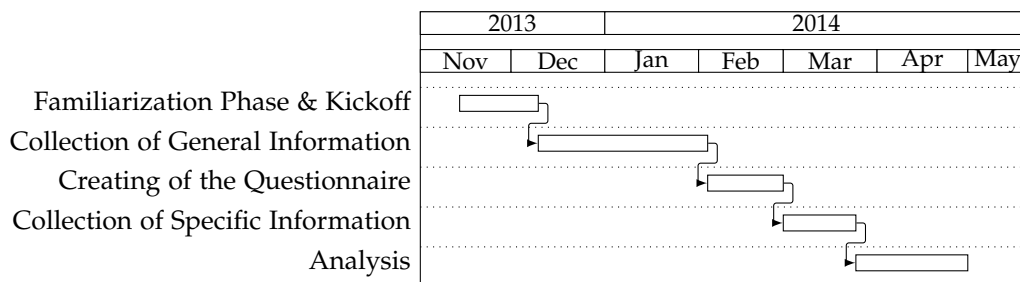 2013 2014
Nov Dec Jan Feb Mar Apr May
Familiarization Phase & Kickoff
Collection of General Information
Creating of the Questionnaire
Collection of Specific Information
Analysis